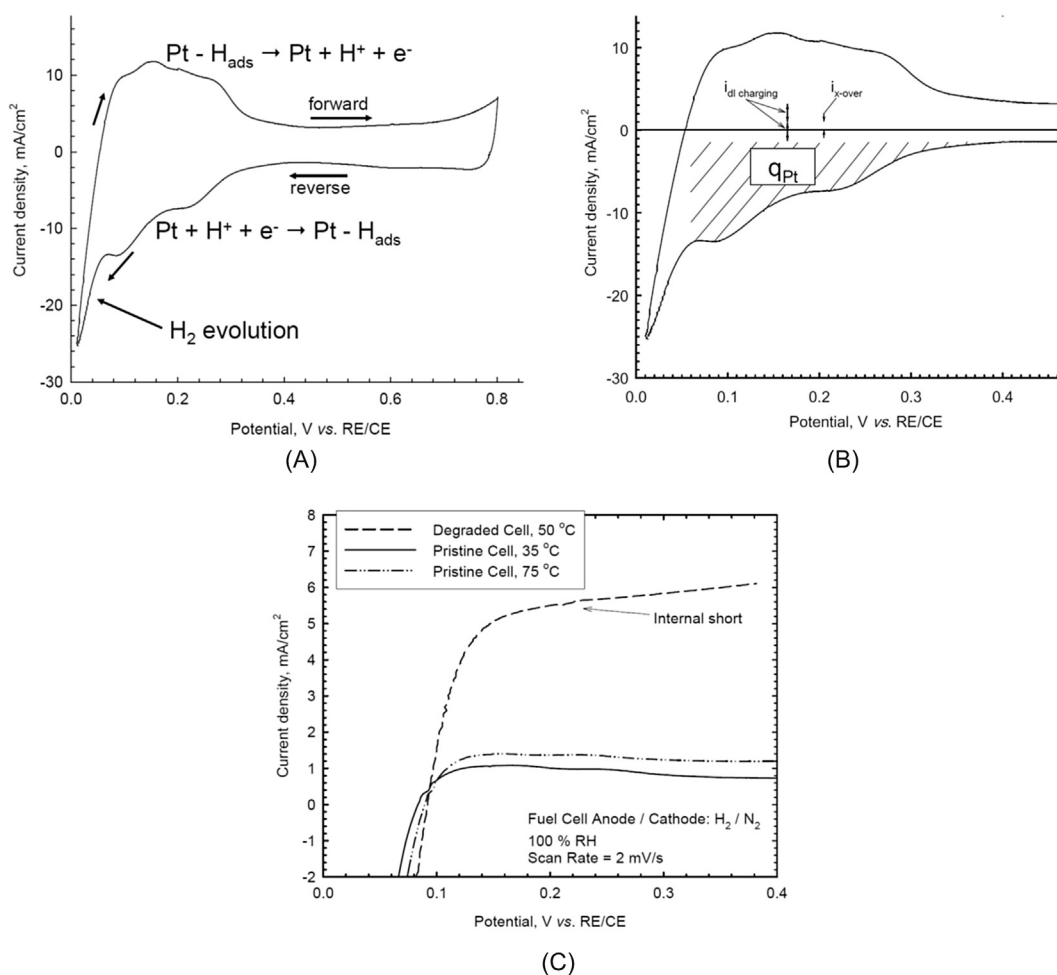 Pt - Hads → Pt + H+ + e-
forward
reverse
Pt + H+ + e- → Pt - Hads
H2 evolution
Current density, mA/cm2
10
0
-10
-20
-30
0.0 0.2 0.4 0.6 0.8
Potential, V vs. RE/CE
(A)
idl charging
ix-over
qPt
Current density, mA/cm2
10
0
-10
-20
-30
0.0 0.1 0.2 0.3 0.4
Potential, V vs. RE/CE
(B)
Degraded Cell, 50 °C
Pristine Cell, 35 °C
Pristine Cell, 75 °C
Internal short
Fuel Cell Anode / Cathode: H2 / N2
100 % RH
Scan Rate = 2 mV/s
Current density, mA/cm2
8
7
6
5
4
3
2
1
0
-1
-2
0.0 0.1 0.2 0.3 0.4
Potential, V vs. RE/CE
(C)